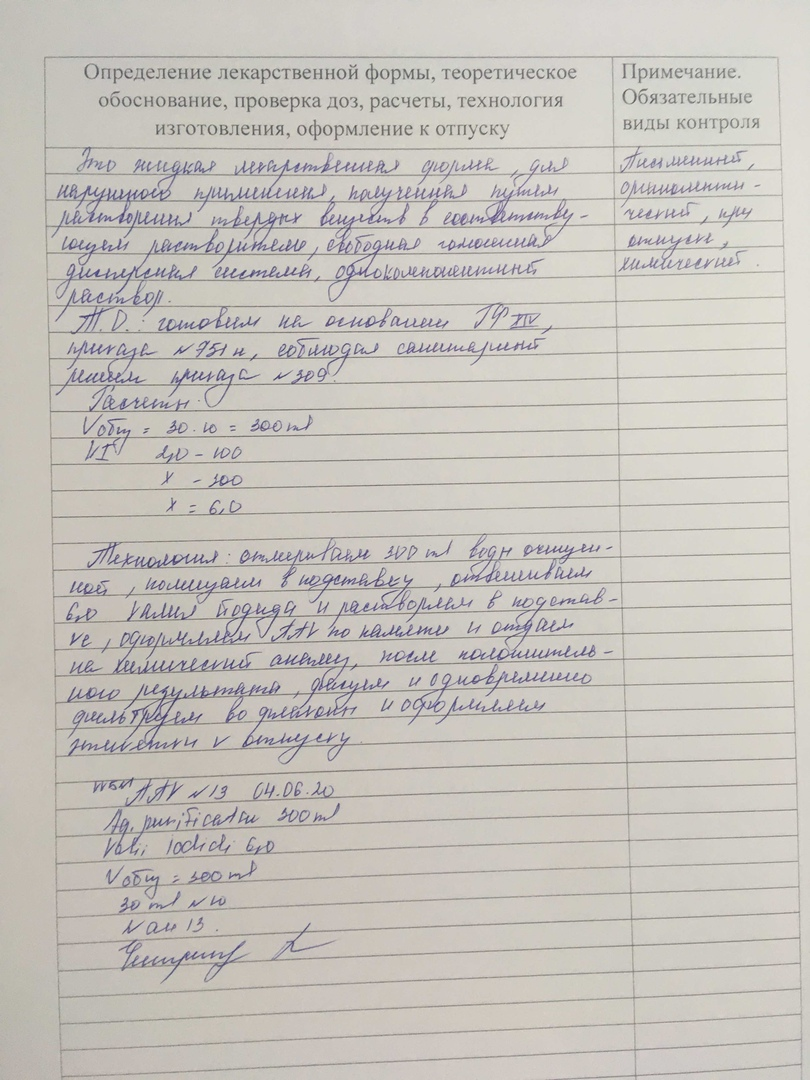 Определение лекарственной формы, теоретическое
обоснование, проверка доз, расчеты, технология
изготовления, оформление к отпуску
Примечание.
Обязательные
виды контроля
Это жидкая лекарственная форма, для
наружного применения, полученная путем
растворения твердых веществ в соответству-
ющем растворителе, свободная гомогенная
дисперсная система, однокомпонентный
раствор.
Письменный,
органолепти-
ческий, при
отпуске,
химический.
Т.О.: готовим на основании ГФ XIV,
приказа №751н, соблюдая санитарный
режим приказа №309.
Расчеты.
Vобщ = 30·10 = 300 ml
KI 2,0 - 100
x - 300
x = 6,0
Технология: отмериваем 300 ml воды очищен-
ной, помещаем в подставку, отвешиваем
6,0 калия йодида и растворяем в подстав-
ке, оформляем ППК по памяти и отдаем
на химический анализ, после положитель-
ного результата, фасуем и одновременно
фильтруем во флаконы и оформляем
этикетки к отпуску.
ППК №13 04.06.20
Aq. purificatae 300 ml
Kalii Iodidi 6,0
Vобщ = 300 ml
30 ml №10
№ ан 13.